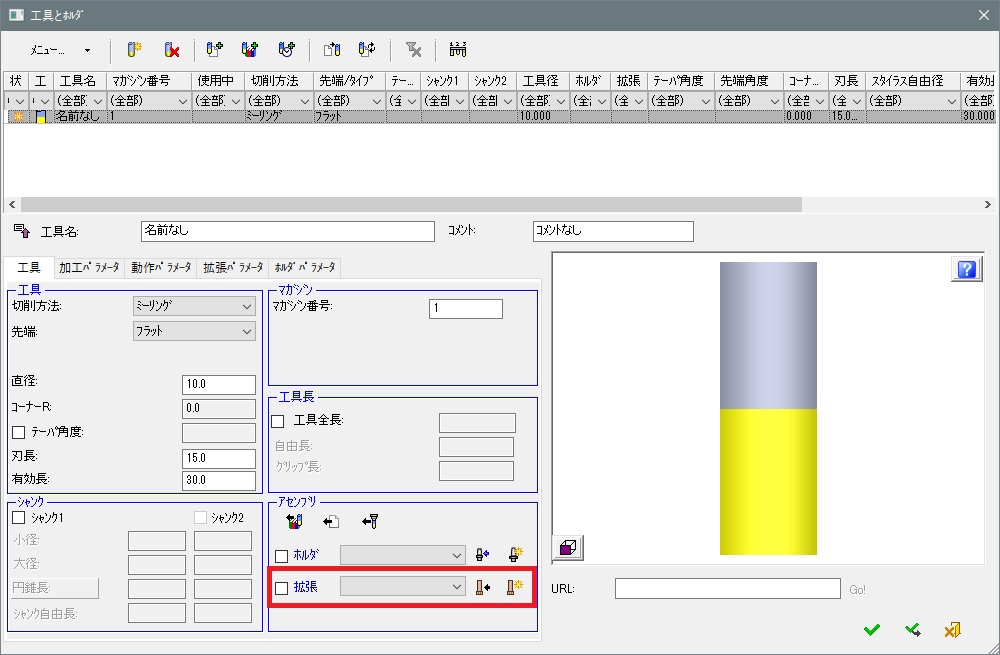 工具とﾎﾙﾀﾞ
ﾒﾆｭｰ...
状 工 工具名 ﾏｶﾞｼﾞﾝ番号 使用中 切削方法 先端/ﾀｲﾌﾟ ﾃｰ... ｼｬﾝｸ1 ｼｬﾝｸ2 工具径 ﾎﾙﾀﾞ 拡張 ﾃｰﾊﾟ角度 先端角度 ｺｰﾅ... 刃長 ｽﾀｲﾗｽ自由径 有効
(全部) (全部) (全部) (全部) (全部) (全 (全部 (全部 (全部) (全 (全 (全部) (全部) (全 (全 (全部) (全部
名前なし 1 ﾐｰﾘﾝｸﾞ ﾌﾗｯﾄ 10.000 0.000 15.0... 30.000
工具名: 名前なし ｺﾒﾝﾄ: ｺﾒﾝﾄなし
工具 加工ﾊﾟﾗﾒｰﾀ 動作ﾊﾟﾗﾒｰﾀ 拡張ﾊﾟﾗﾒｰﾀ ﾎﾙﾀﾞﾊﾟﾗﾒｰﾀ
工具
切削方法: ﾐｰﾘﾝｸﾞ
先端: ﾌﾗｯﾄ
直径: 10.0
ｺｰﾅｰR: 0.0
ﾃｰﾊﾟ角度:
刃長: 15.0
有効長: 30.0
ﾏｶﾞｼﾞﾝ
ﾏｶﾞｼﾞﾝ番号: 1
工具長
工具全長:
自由長:
ｸﾞﾘｯﾌﾟ長:
ｼｬﾝｸ
ｼｬﾝｸ1 ｼｬﾝｸ2
小径:
大径:
円錐長:
ｼｬﾝｸ自由長:
ｱｾﾝﾌﾞﾘ
ﾎﾙﾀﾞ
拡張
URL: Go!